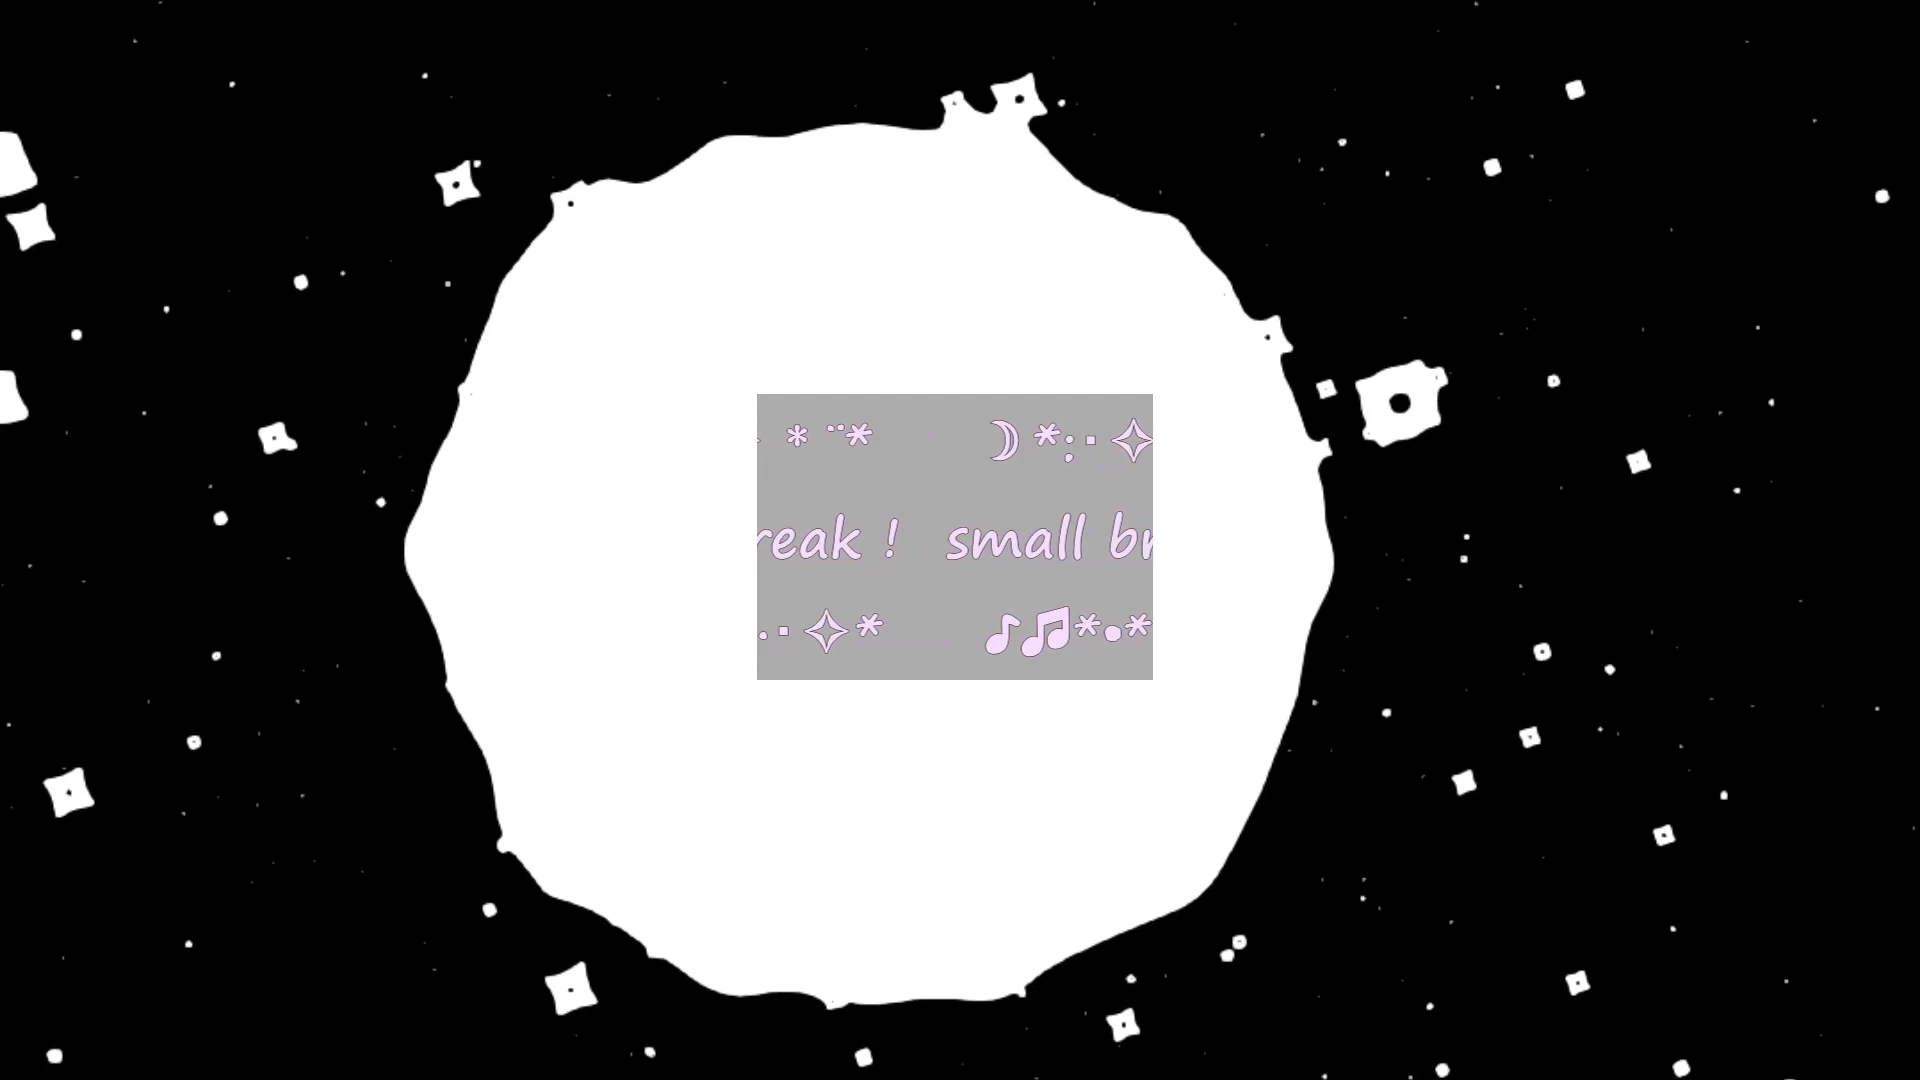 * ¨* ☽ *:·✧
reak ! small br
.·✧* ♪♫*•*